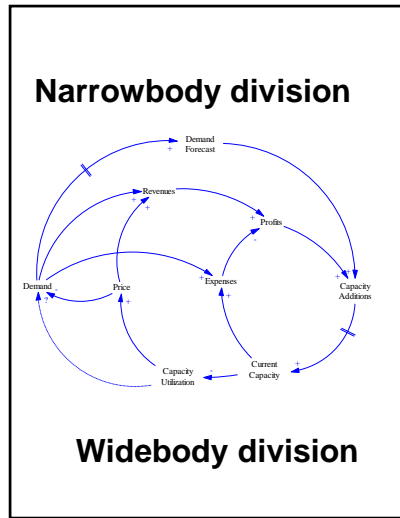 Narrowbody division
Demand
Forecast
+
Revenues
+
+
Profits
+
-
Demand
-
?
Price
+
Expenses
+
+
Capacity
Additions
+
+
Capacity
Utilization
-
Current
Capacity
+
Widebody division